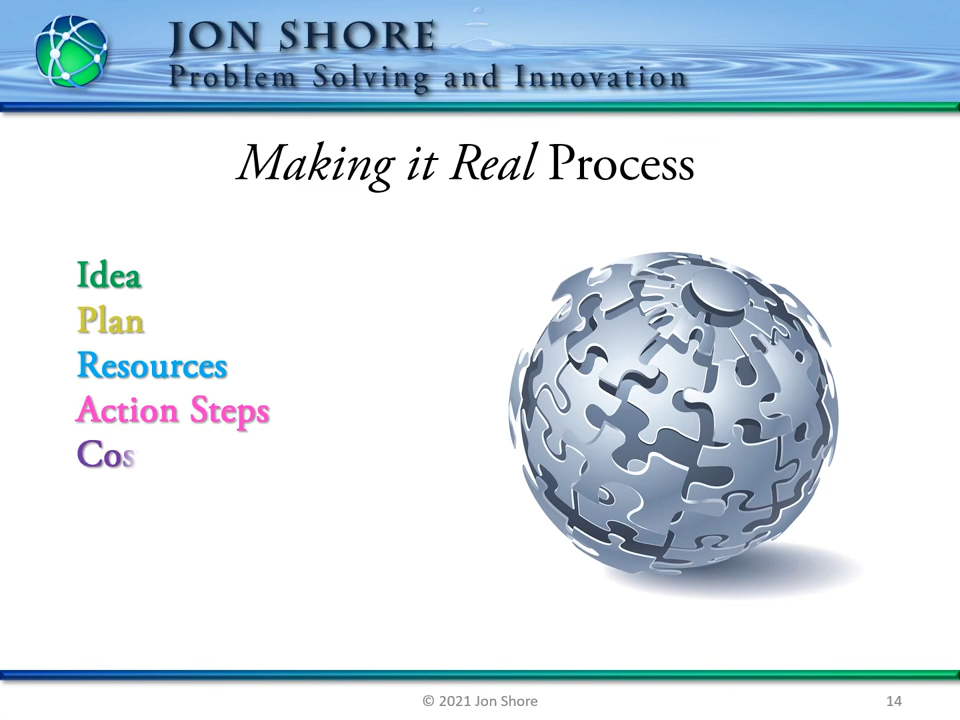 JON SHORE
Problem Solving and Innovation
Making it Real Process
Idea
Plan
Resources
Action Steps
Cos
© 2021 Jon Shore
14